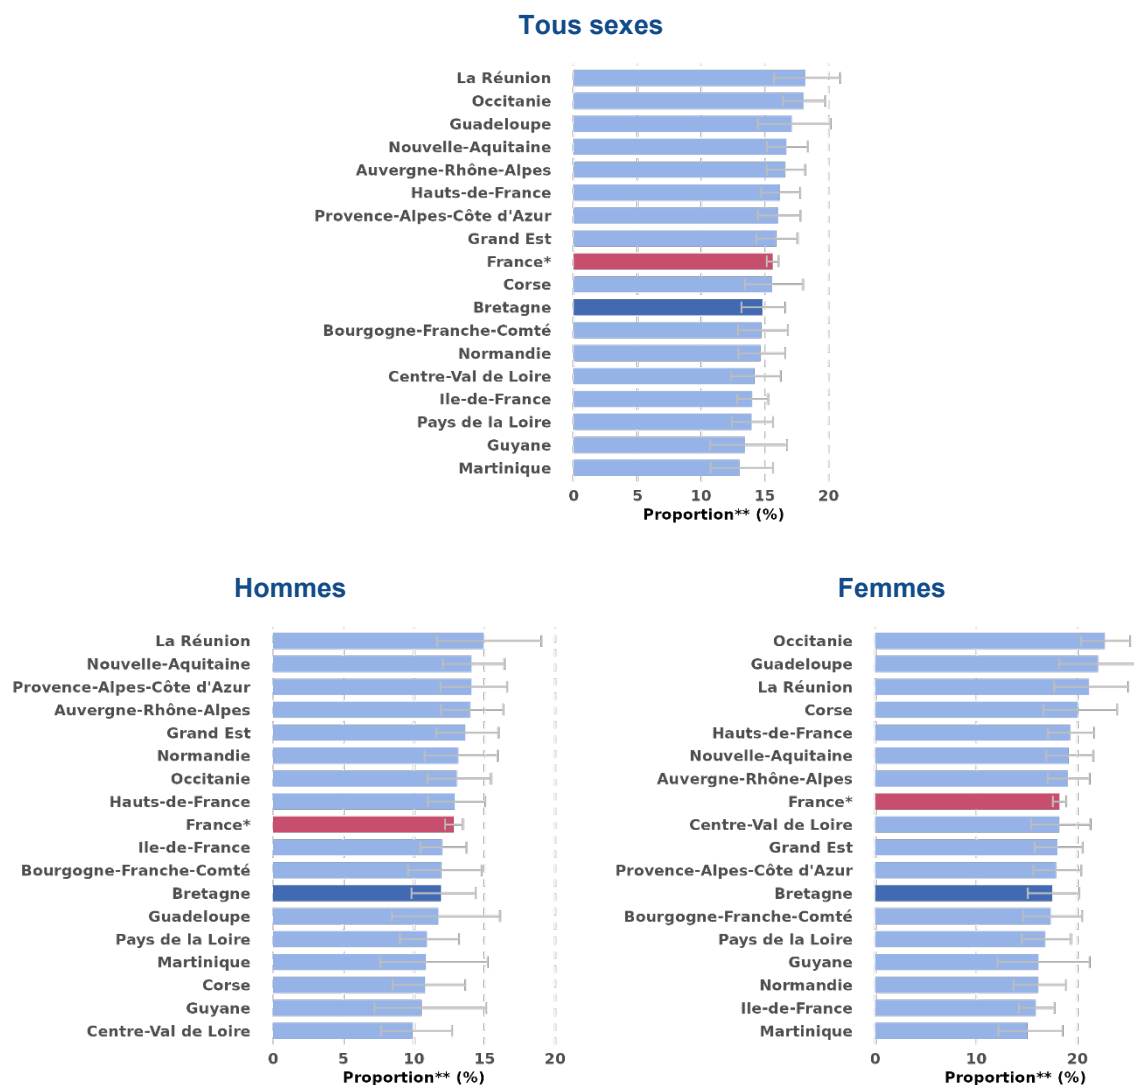 Tous sexes
La Réunion
Occitanie
Guadeloupe
Nouvelle-Aquitaine
Auvergne-Rhône-Alpes
Hauts-de-France
Provence-Alpes-Côte d'Azur
Grand Est
France*
Corse
Bretagne
Bourgogne-Franche-Comté
Normandie
Centre-Val de Loire
Ile-de-France
Pays de la Loire
Guyane
Martinique
0 5 10 15 20
Proportion** (%)
Hommes
La Réunion
Nouvelle-Aquitaine
Provence-Alpes-Côte d'Azur
Auvergne-Rhône-Alpes
Grand Est
Normandie
Occitanie
Hauts-de-France
France*
Ile-de-France
Bourgogne-Franche-Comté
Bretagne
Guadeloupe
Pays de la Loire
Martinique
Corse
Guyane
Centre-Val de Loire
0 5 10 15 20
Proportion** (%)
Femmes
Occitanie
Guadeloupe
La Réunion
Corse
Hauts-de-France
Nouvelle-Aquitaine
Auvergne-Rhône-Alpes
France*
Centre-Val de Loire
Grand Est
Provence-Alpes-Côte d'Azur
Bretagne
Bourgogne-Franche-Comté
Pays de la Loire
Guyane
Normandie
Ile-de-France
Martinique
0 10 20
Proportion** (%)